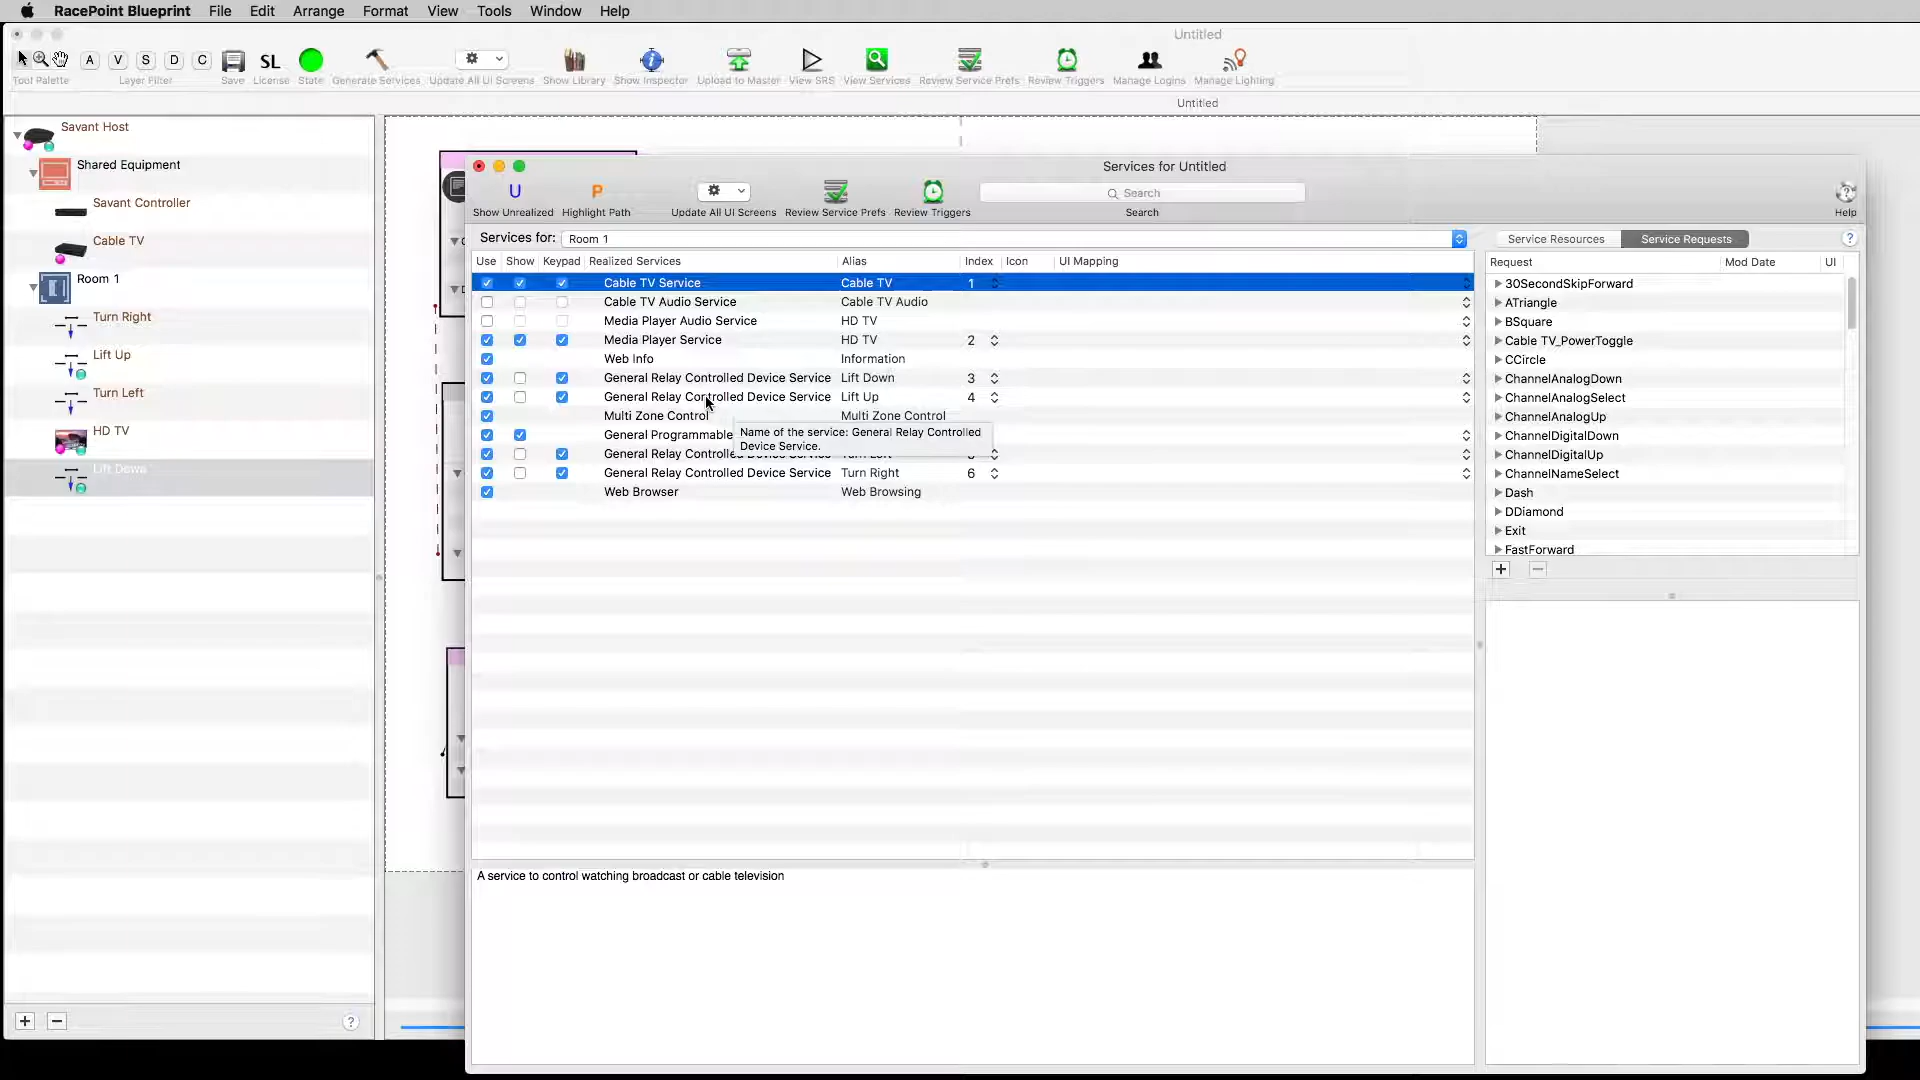 RacePoint Blueprint File Edit Arrange Format View Tools Window Help
Untitled
A V S D C SL
Tool Palette Layer Filter Save License State Generate Services Update All UI Screens Show Library Show Inspector Upload to Master View SRS View Services Review Service Prefs Review Triggers Manage Logins Manage Lighting
Untitled
Savant Host
Shared Equipment
Savant Controller
Cable TV
Room 1
Turn Right
Lift Up
Turn Left
HD TV
Lift Down
Services for Untitled
U P Search
Show Unrealized Highlight Path Update All UI Screens Review Service Prefs Review Triggers Search Help
Services for: Room 1
Use Show Keypad Realized Services Alias Index Icon UI Mapping
Cable TV Service Cable TV 1
Cable TV Audio Service Cable TV Audio
Media Player Audio Service HD TV
Media Player Service HD TV 2
Web Info Information
General Relay Controlled Device Service Lift Down 3
General Relay Controlled Device Service Lift Up 4
Multi Zone Control Multi Zone Control
General Programmable
General Relay Controlled Device Service Turn Left
General Relay Controlled Device Service Turn Right 6
Web Browser Web Browsing
Name of the service: General Relay Controlled
Device Service.
A service to control watching broadcast or cable television
Service Resources Service Requests ?
Request Mod Date UI
30SecondSkipForward
ATriangle
BSquare
Cable TV_PowerToggle
CCircle
ChannelAnalogDown
ChannelAnalogSelect
ChannelAnalogUp
ChannelDigitalDown
ChannelDigitalUp
ChannelNameSelect
Dash
DDiamond
Exit
FastForward
+ −
+ − ?